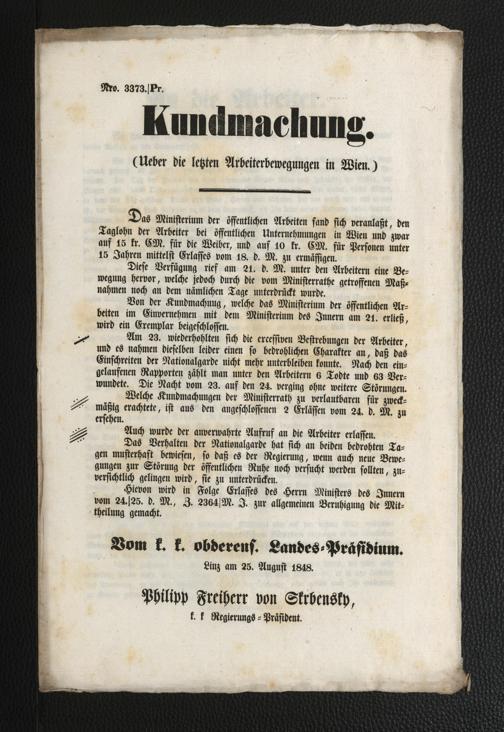 Nro. 3373.|Pr.
Kundmachung.
(Ueber die letzten Arbeiterbewegungen in Wien.)
Das Ministerium der öffentlichen Arbeiten fand sich veranlaßt, den
Taglohn der Arbeiter bei öffentlichen Unternehmungen in Wien und zwar
auf 15 kr. CM. für die Weiber, und auf 10 kr. CM. für Personen unter
15 Jahren mittelst Erlasses vom 18. d. M. zu ermäßigen.
Diese Verfügung rief am 21. d. M. unter den Arbeitern eine Be-
wegung hervor, welche jedoch durch die vom Ministerrathe getroffenen Maß-
nahmen noch an dem nämlichen Tage unterdrückt wurde.
Von der Kundmachung, welche das Ministerium der öffentlichen Ar-
beiten im Einvernehmen mit dem Ministerium des Innern am 21. erließ,
wird ein Exemplar beigeschlossen.
Am 23. wiederhohlten sich die excessiven Bestrebungen der Arbeiter,
und es nahmen dieselben leider einen so bedrohlichen Charakter an, daß das
Einschreiten der Nationalgarde nicht mehr unterbleiben konnte. Nach den ein-
gelaufenen Rapporten zählt man unter den Arbeitern 6 Todte und 63 Ver-
wundete. Die Nacht vom 23. auf den 24. verging ohne weitere Störungen.
Welche Kundmachungen der Ministerrath zu verlautbaren für zweck-
mäßig erachtete, ist aus den angeschlossenen 2 Erlässen vom 24. d. M. zu
ersehen.
Auch wurde der anverwahrte Aufruf an die Arbeiter erlassen.
Das Verhalten der Nationalgarde hat sich an beiden bedrohten Ta-
gen musterhaft bewiesen, so daß es der Regierung, wenn auch neue Bewe-
gungen zur Störung der öffentlichen Ruhe noch versucht werden sollten, zu-
versichtlich gelingen wird, sie zu unterdrücken.
Hievon wird in Folge Erlasses des Herrn Ministers des Innern
vom 24.|25. d. M., Z. 2364|M. J. zur allgemeinen Beruhigung die Mit-
theilung gemacht.
Vom k. k. obderens. Landes-Präsidium.
Linz am 25. August 1848.
Philipp Freiherr von Skrbensky,
k. k Regierungs-Präsident.